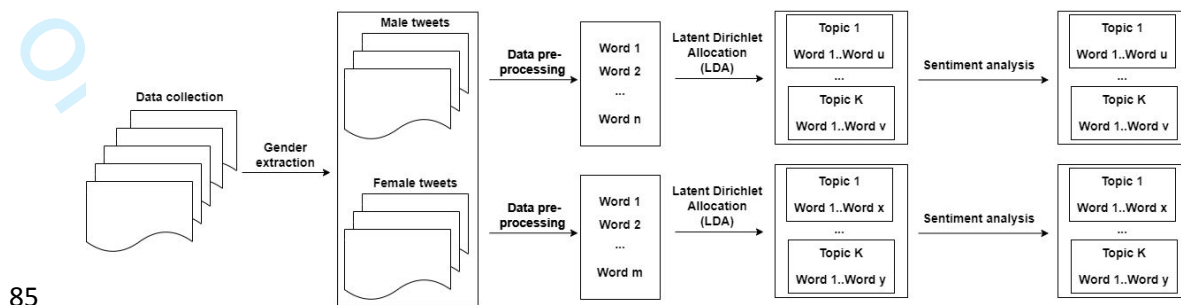 Male tweets
Data collection
Gender
extraction
Female tweets
Data pre-
processing
Word 1
Word 2
...
Word n
Latent Dirichlet
Allocation
(LDA)
Topic 1
Word 1..Word u
...
Topic K
Word 1..Word v
Sentiment analysis
Topic 1
Word 1..Word u
...
Topic K
Word 1..Word v
Data pre-
processing
Word 1
Word 2
...
Word m
Latent Dirichlet
Allocation
(LDA)
Topic 1
Word 1..Word x
...
Topic K
Word 1..Word y
Sentiment analysis
Topic 1
Word 1..Word x
...
Topic K
Word 1..Word y
85